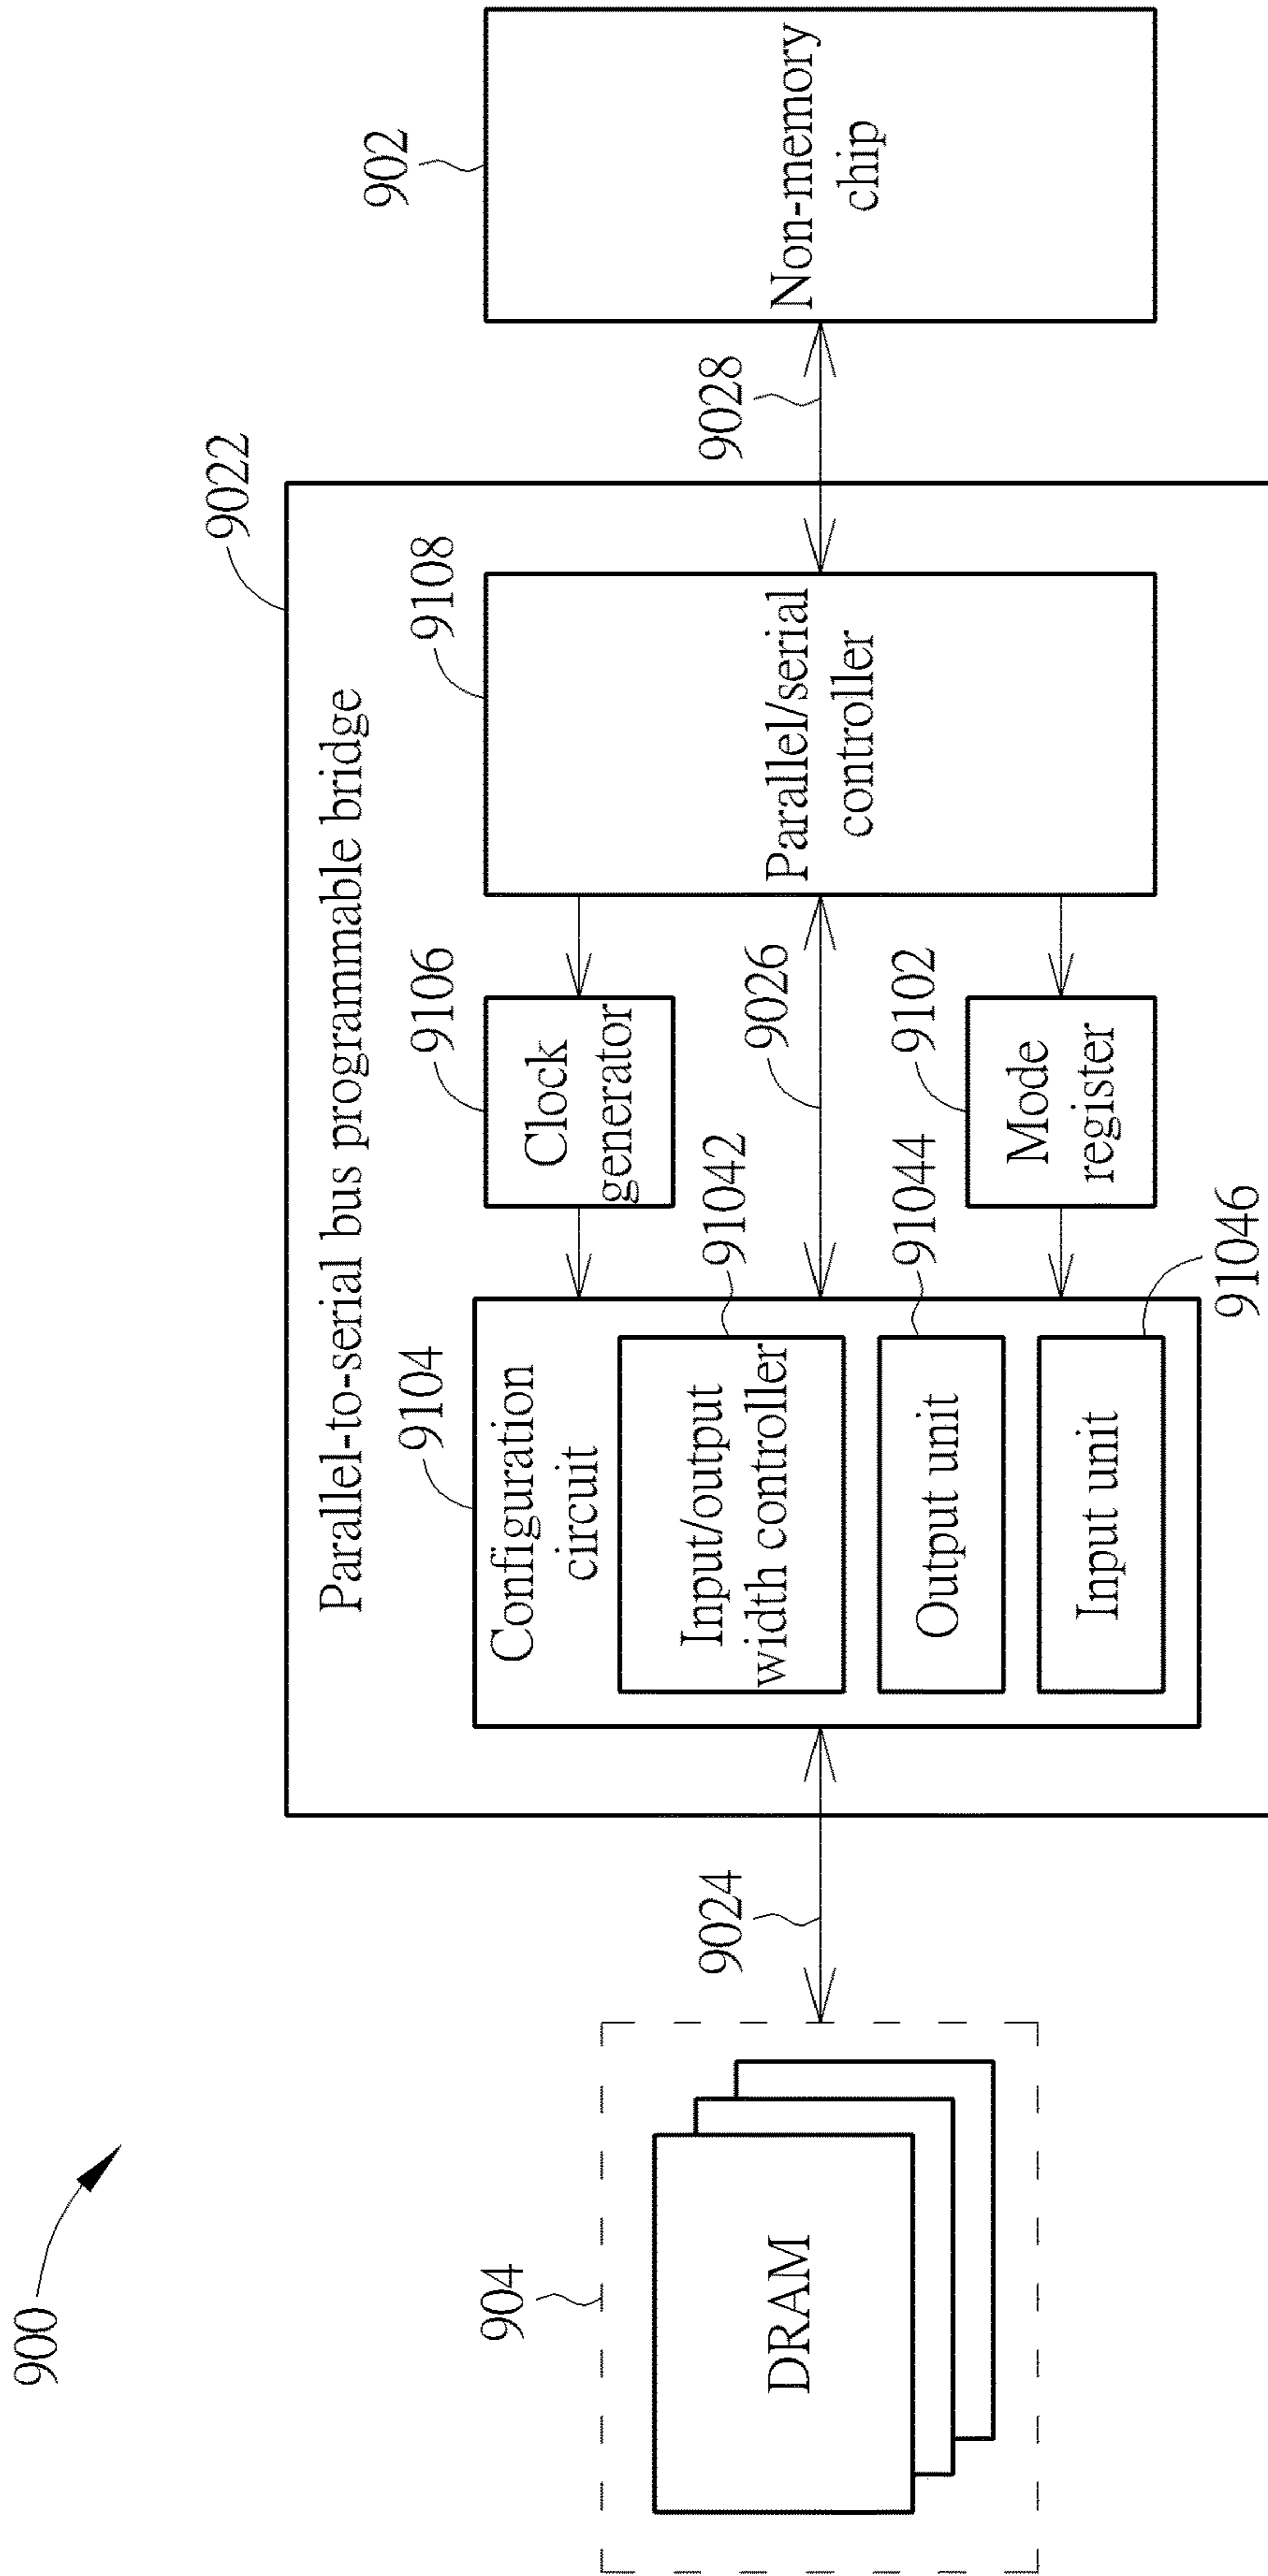 900
9022
Parallel-to-serial bus programmable bridge
904
DRAM
9024
9104
Configuration
circuit
Input/output
width controller
91042
Output unit
91044
Input unit
91046
9106
Clock
generator
9026
9102
Mode
register
9108
Parallel/serial
controller
9028
902
Non-memory
chip